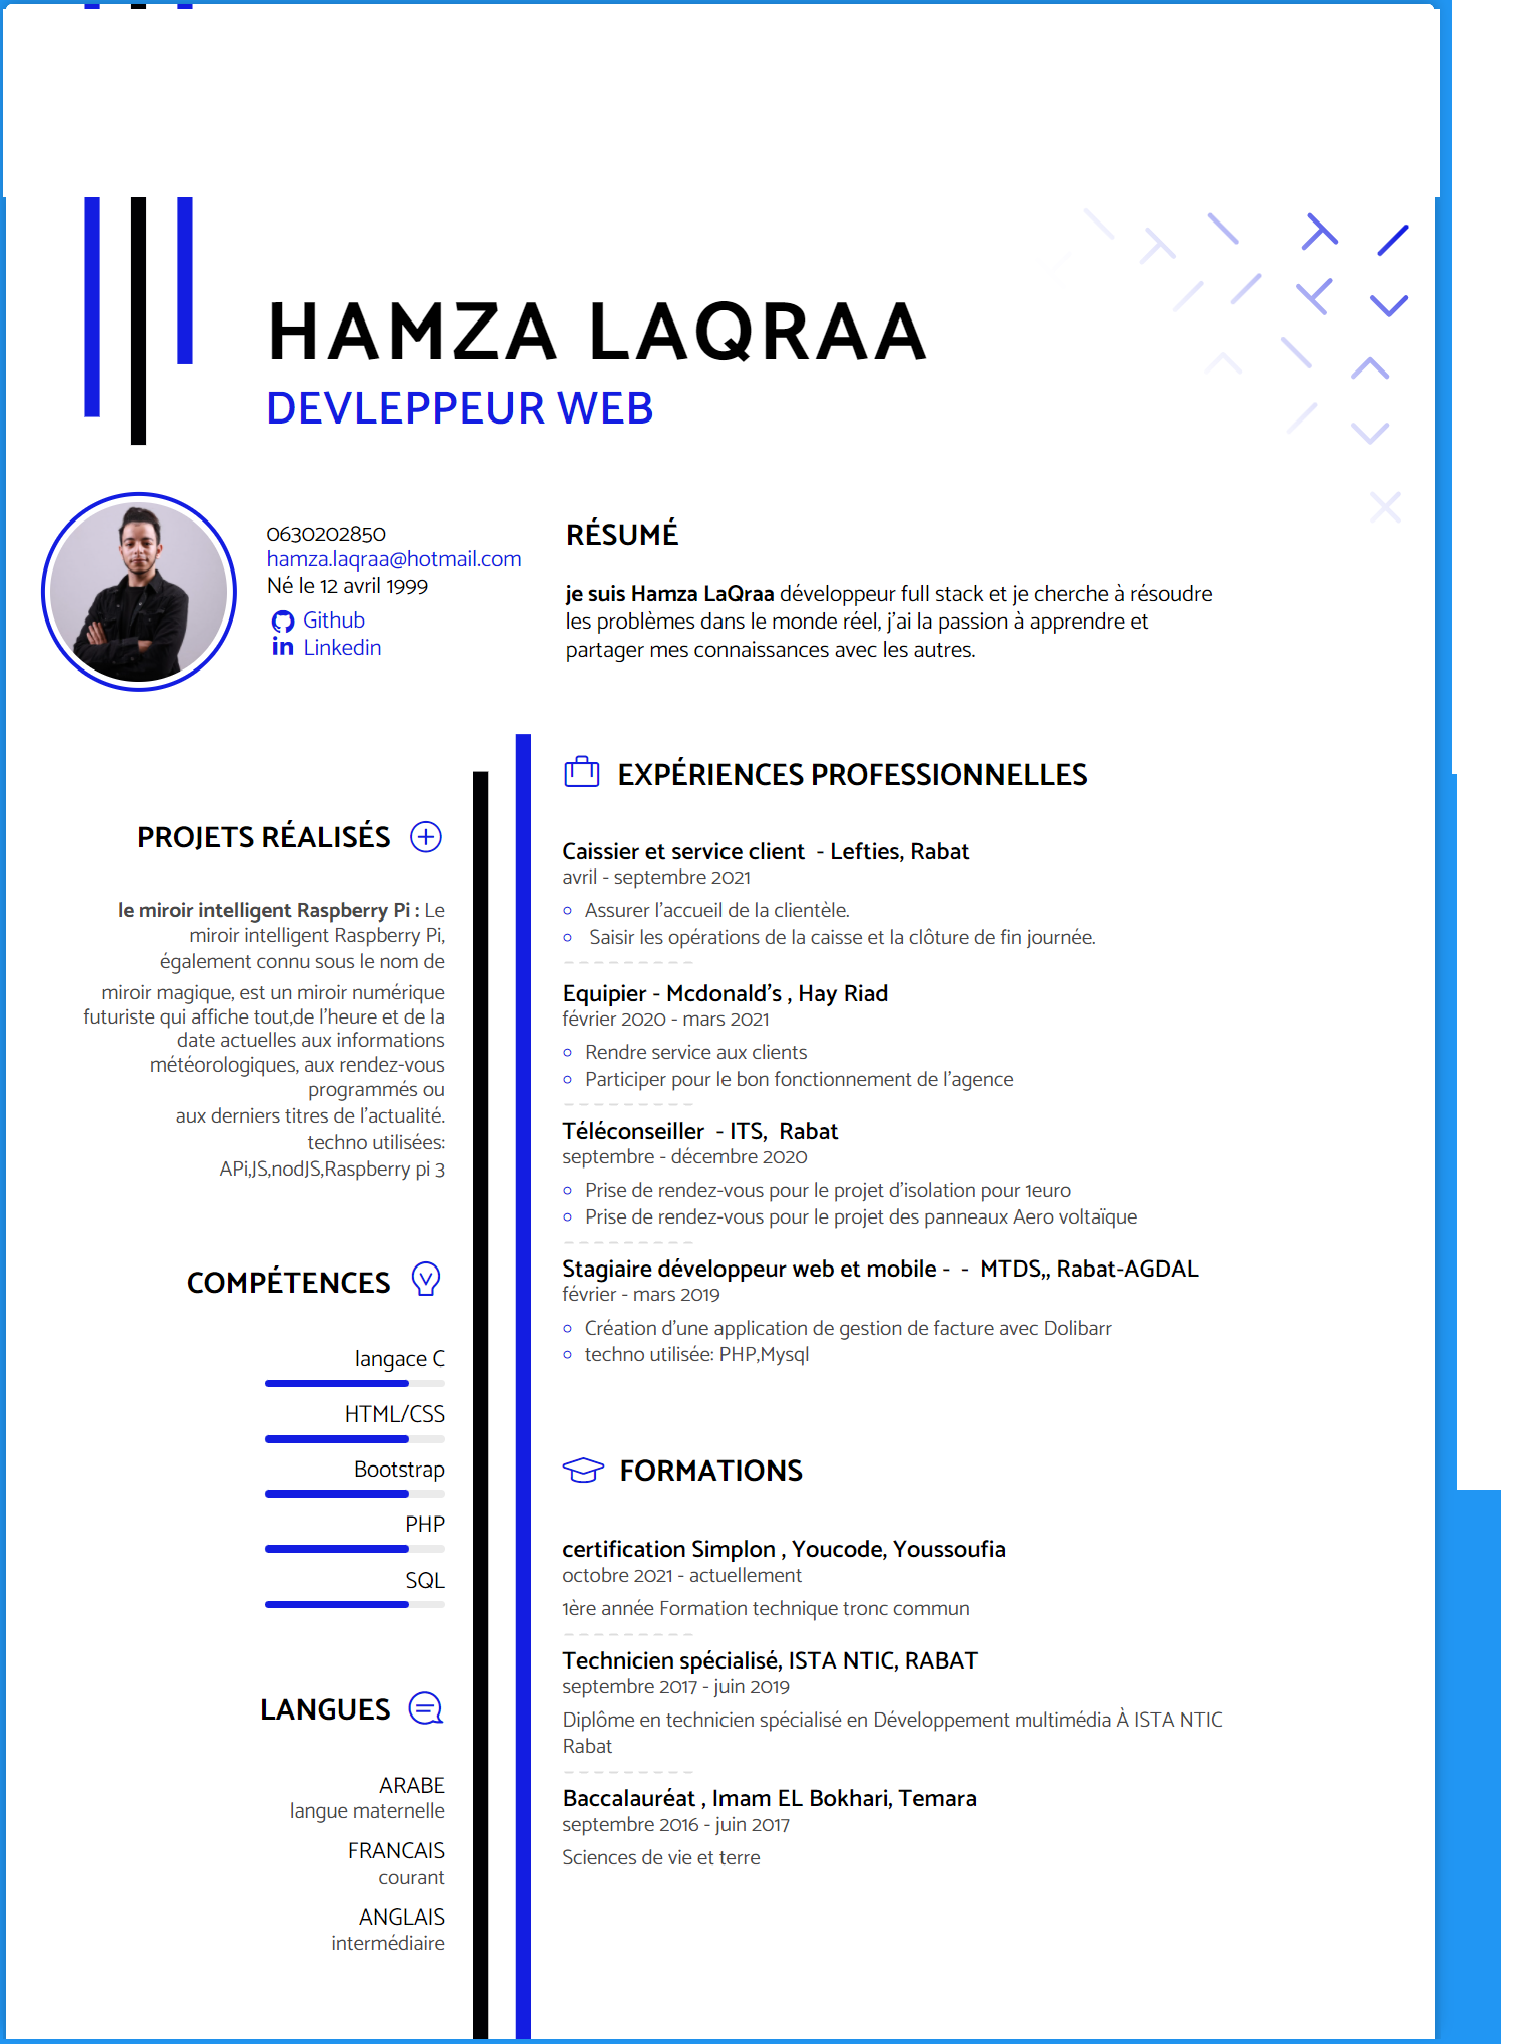 HAMZA LAQRAA
DEVLEPPEUR WEB
0630202850
hamza.laqraa@hotmail.com
Né le 12 avril 1999
Github
in Linkedin
RÉSUMÉ
je suis Hamza LaQraa développeur full stack et je cherche à résoudre
les problèmes dans le monde réel, j'ai la passion à apprendre et
partager mes connaissances avec les autres.
PROJETS RÉALISÉS
le miroir intelligent Raspberry Pi : Le
miroir intelligent Raspberry Pi,
également connu sous le nom de
miroir magique, est un miroir numérique
futuriste qui affiche tout,de l'heure et de la
date actuelles aux informations
météorologiques, aux rendez-vous
programmés ou
aux derniers titres de l'actualité.
techno utilisées:
APi,JS,nodJS,Raspberry pi 3
COMPÉTENCES
langace C
HTML/CSS
Bootstrap
PHP
SQL
LANGUES
ARABE
langue maternelle
FRANCAIS
courant
ANGLAIS
intermédiaire
EXPÉRIENCES PROFESSIONNELLES
Caissier et service client - Lefties, Rabat
avril - septembre 2021
Assurer l'accueil de la clientèle.
Saisir les opérations de la caisse et la clôture de fin journée.
Equipier - Mcdonald's , Hay Riad
février 2020 - mars 2021
Rendre service aux clients
Participer pour le bon fonctionnement de l'agence
Téléconseiller - ITS, Rabat
septembre - décembre 2020
Prise de rendez-vous pour le projet d'isolation pour 1euro
Prise de rendez-vous pour le projet des panneaux Aero voltaïque
Stagiaire développeur web et mobile - - MTDS,, Rabat-AGDAL
février - mars 2019
Création d'une application de gestion de facture avec Dolibarr
techno utilisée: PHP,Mysql
FORMATIONS
certification Simplon , Youcode, Youssoufia
octobre 2021 - actuellement
1ère année Formation technique tronc commun
Technicien spécialisé, ISTA NTIC, RABAT
septembre 2017 - juin 2019
Diplôme en technicien spécialisé en Développement multimédia À ISTA NTIC
Rabat
Baccalauréat , Imam EL Bokhari, Temara
septembre 2016 - juin 2017
Sciences de vie et terre